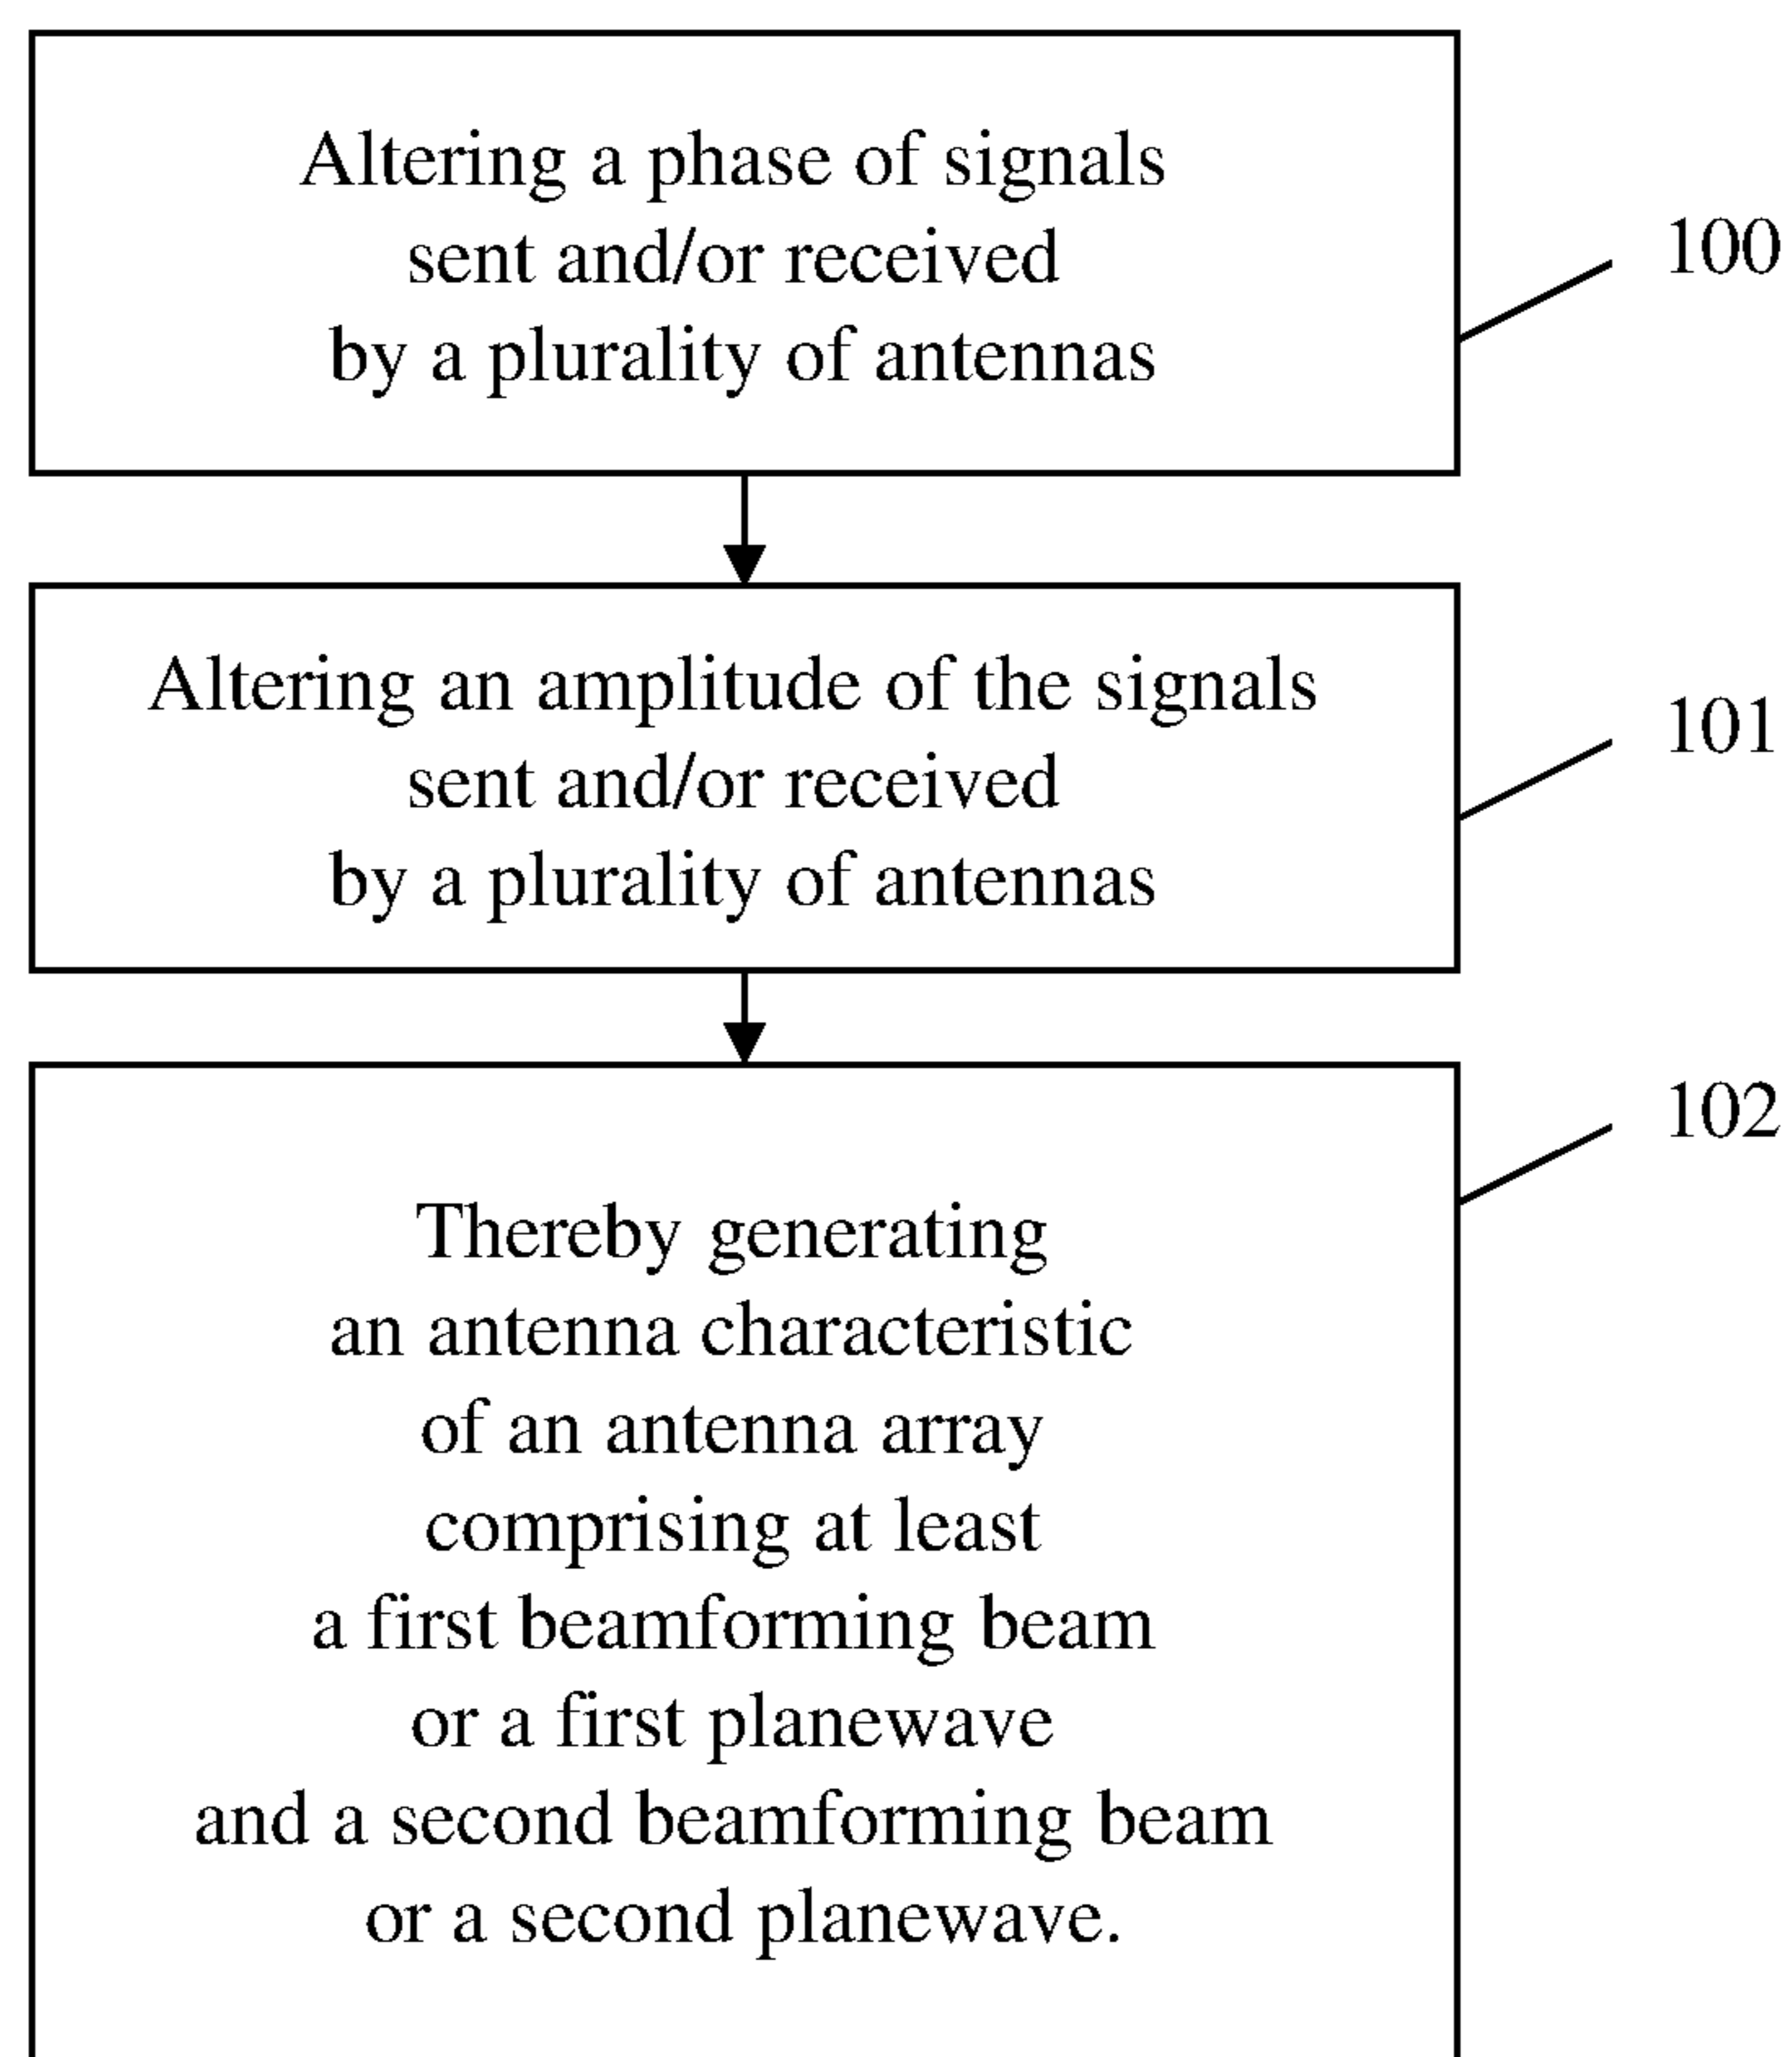 Altering a phase of signals
sent and/or received
by a plurality of antennas
100
Altering an amplitude of the signals
sent and/or received
by a plurality of antennas
101
102
Thereby generating
an antenna characteristic
of an antenna array
comprising at least
a first beamforming beam
or a first planewave
and a second beamforming beam
or a second planewave.